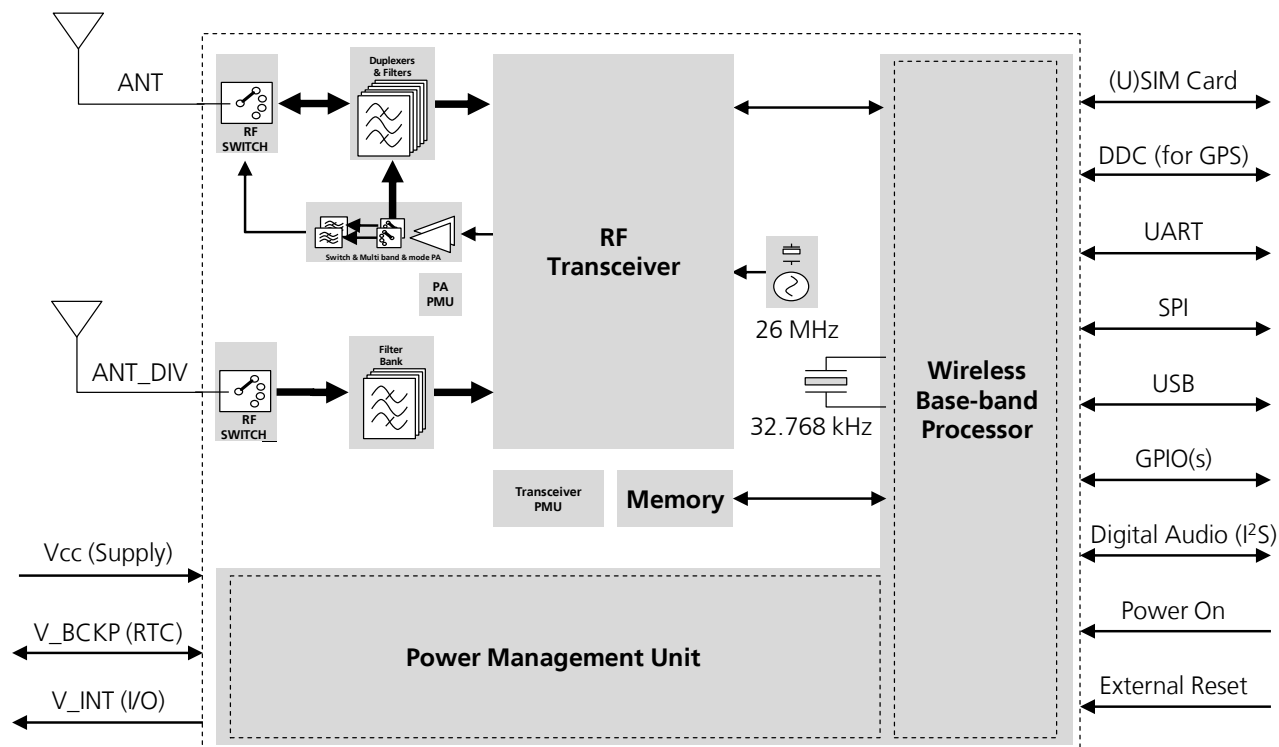 ANT
RF
SWITCH
Duplexers
& Filters
Switch & Multi band & mode PA
PA
PMU
ANT_DIV
RF
SWITCH
Filter
Bank
RF
Transceiver
26 MHz
32.768 kHz
Transceiver
PMU
Memory
Wireless
Base-band
Processor
Power Management Unit
Vcc (Supply)
V_BCKP (RTC)
V_INT (I/O)
(U)SIM Card
DDC (for GPS)
UART
SPI
USB
GPIO(s)
Digital Audio (I²S)
Power On
External Reset